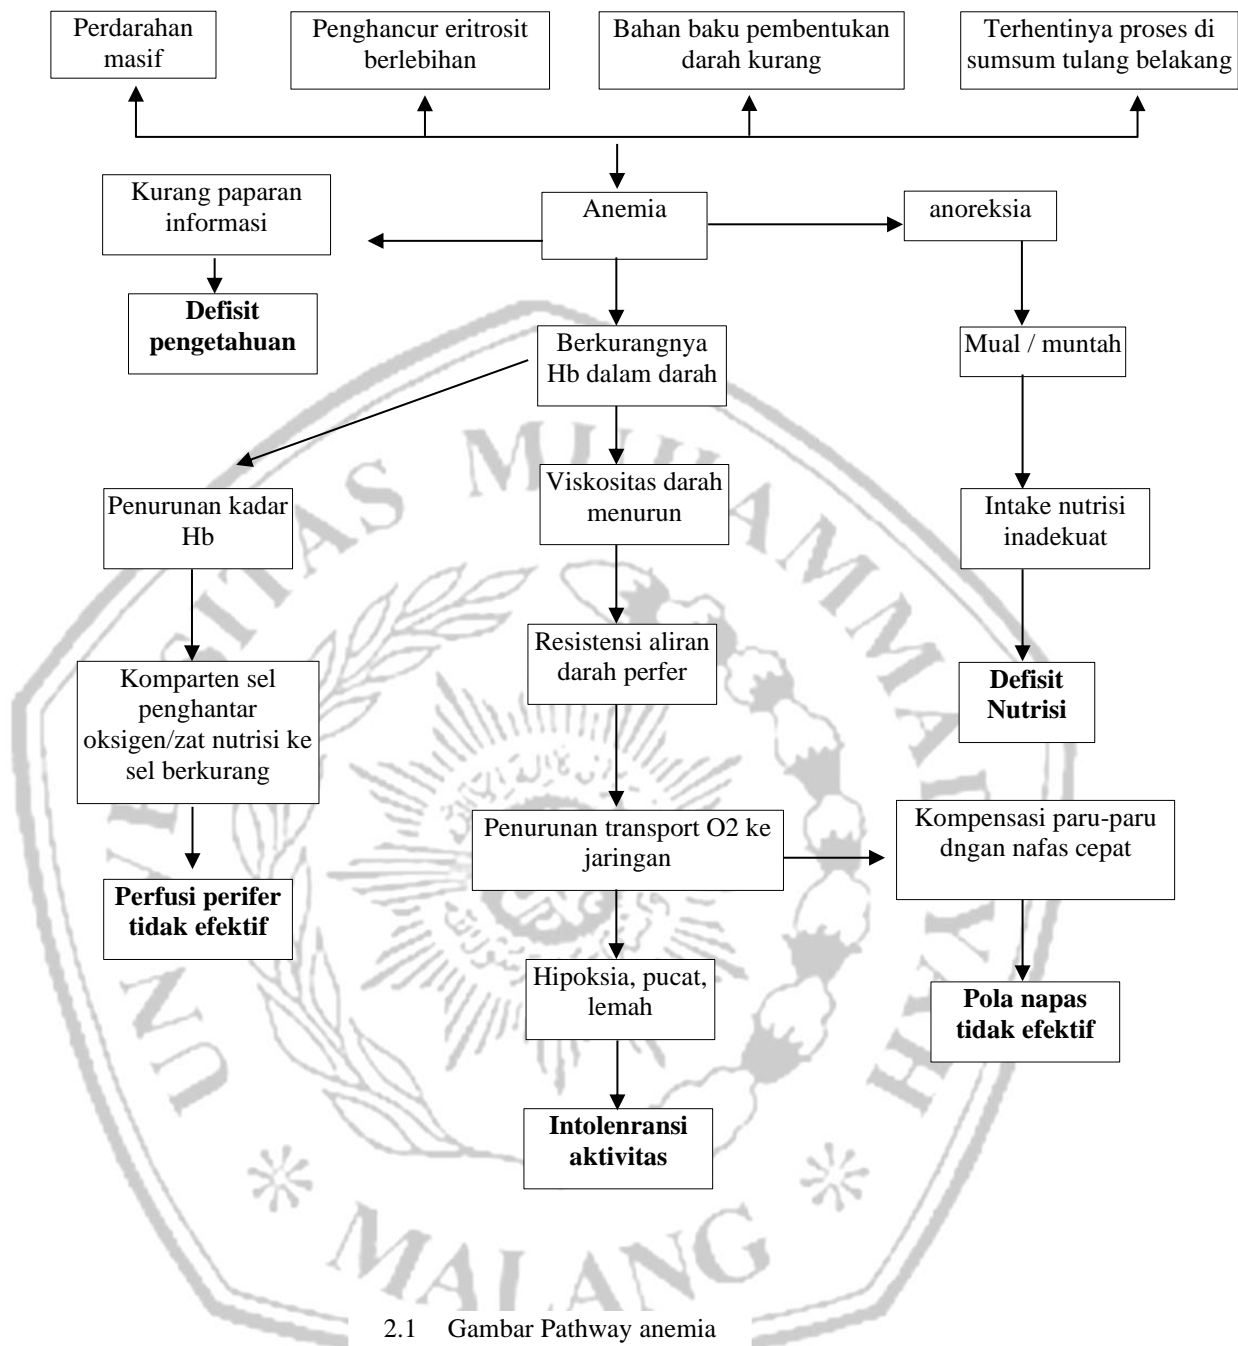 Perdarahan
masif
Penghancur eritrosit
berlebihan
Bahan baku pembentukan
darah kurang
Terhentinya proses di
sumsum tulang belakang
Kurang paparan
informasi
Anemia
anoreksia
Defisit
pengetahuan
Berkurangnya
Hb dalam darah
Mual / muntah
Penurunan kadar
Hb
Viskositas darah
menurun
Intake nutrisi
inadekuat
Komparten sel
penghantar
oksigen/zat nutrisi ke
sel berkurang
Resistensi aliran
darah perfer
Defisit
Nutrisi
Penurunan transport O2 ke
jaringan
Kompensasi paru-paru
dngan nafas cepat
Perfusi perifer
tidak efektif
Hipoksia, pucat,
lemah
Pola napas
tidak efektif
Intolenransi
aktivitas
UNIVERSITAS MUHAMMADIYAH
MALANG
2.1 Gambar Pathway anemia